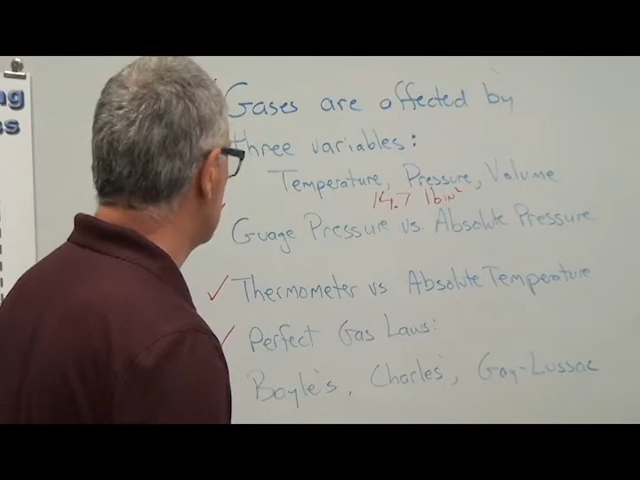 ng
s
Gases are affected by
three variables:
Temperature, Pressure, Volume
14.7 lb in²
Guage Pressure vs. Absolute Pressure
Thermometer vs Absolute Temperature
Perfect Gas Laws:
Boyle's, Charles', Gay-Lussac